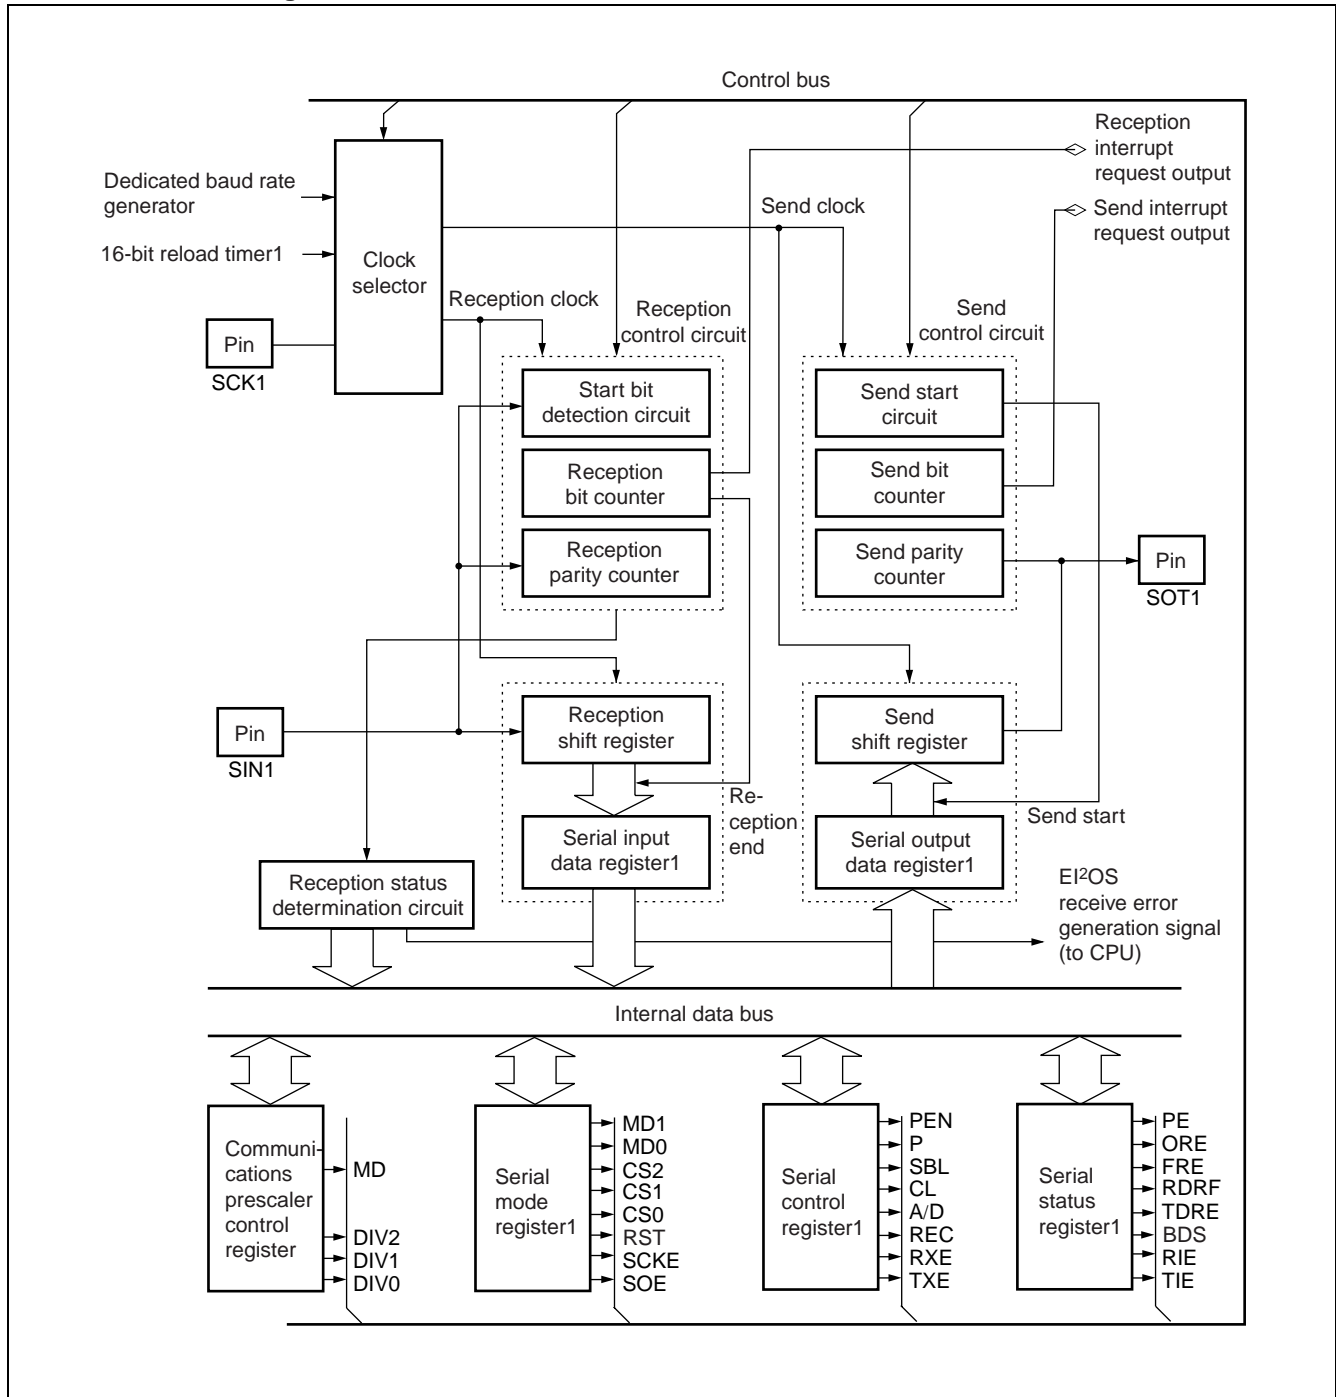 Control bus
Reception
interrupt
request output
Dedicated baud rate
generator
Send clock
Send interrupt
request output
16-bit reload timer1
Clock
selector
Reception clock
Reception
control circuit
Send
control circuit
Pin
SCK1
Start bit
detection circuit
Send start
circuit
Reception
bit counter
Send bit
counter
Reception
parity counter
Send parity
counter
Pin
SOT1
Pin
SIN1
Reception
shift register
Send
shift register
Re-
ception
end
Send start
Serial input
data register1
Serial output
data register1
Reception status
determination circuit
EI2OS
receive error
generation signal
(to CPU)
Internal data bus
Communi-
cations
prescaler
control
register
MD
DIV2
DIV1
DIV0
Serial
mode
register1
MD1
MD0
CS2
CS1
CS0
RST
SCKE
SOE
Serial
control
register1
PEN
P
SBL
CL
A/D
REC
RXE
TXE
Serial
status
register1
PE
ORE
FRE
RDRF
TDRE
BDS
RIE
TIE